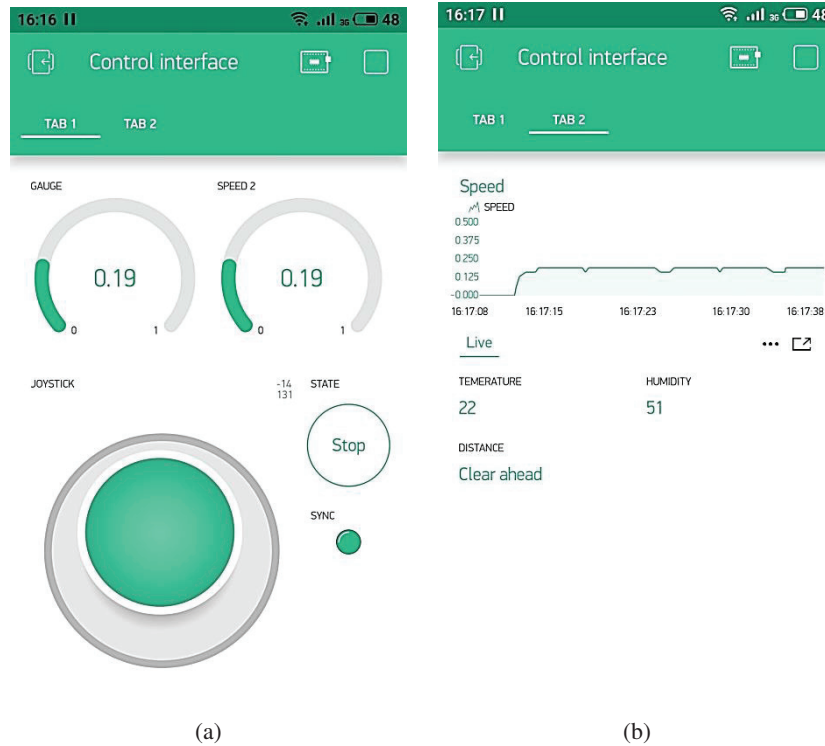 16:16 3G 48
Control interface
TAB 1 TAB 2
GAUGE SPEED 2
0.19 0.19
0 1 0 1
JOYSTICK -14 STATE
131
Stop
SYNC
(a)
16:17 3G 48
Control interface
TAB 1 TAB 2
Speed
SPEED
0.500
0.375
0.250
0.125
-0.000
16:17:08 16:17:15 16:17:23 16:17:30 16:17:38
Live
TEMERATURE HUMIDITY
22 51
DISTANCE
Clear ahead
(b)